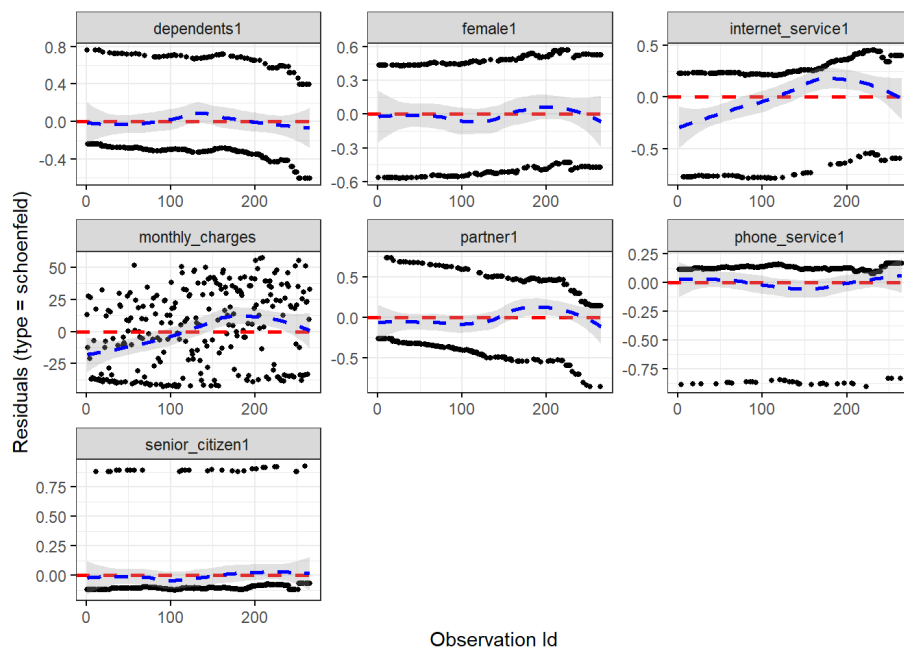 dependents1
female1
internet_service1
0.8
0.4
0.0
-0.4
0 100 200
0.6
0.3
0.0
-0.3
-0.6
0 100 200
0.5
0.0
-0.5
0 100 200
monthly_charges
partner1
phone_service1
50
25
0
-25
0 100 200
0.5
0.0
-0.5
0 100 200
0.25
0.00
-0.25
-0.50
-0.75
0 100 200
senior_citizen1
0.75
0.50
0.25
0.00
0 100 200
Residuals (type = schoenfeld)
Observation Id